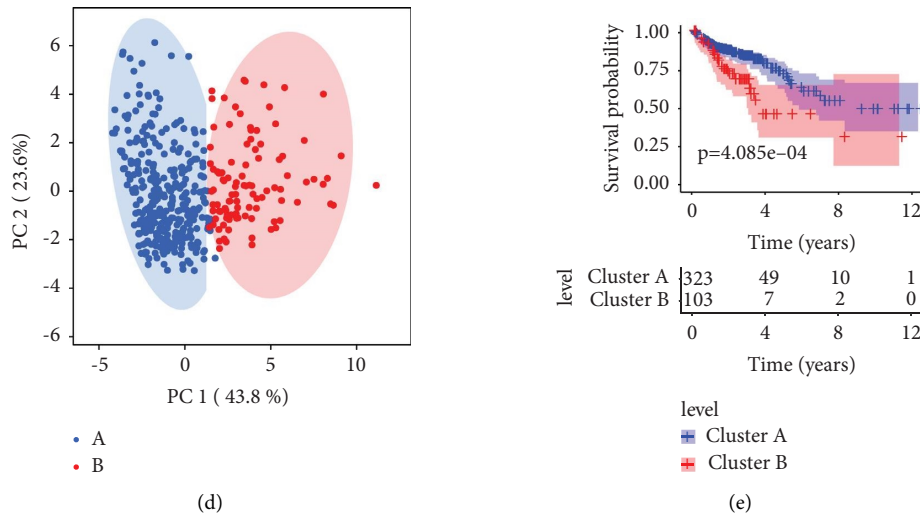 6
4
2
0
-2
-4
-6
PC 2 ( 23.6%)
-5
0
5
10
PC 1 ( 43.8 %)
A
B
(d)
1.00
0.75
0.50
0.25
0.00
Survival probability
p=4.085e–04
0
4
8
12
Time (years)
level
Cluster A 323 49 10 1
Cluster B 103 7 2 0
0
4
8
12
Time (years)
level
Cluster A
Cluster B
(e)